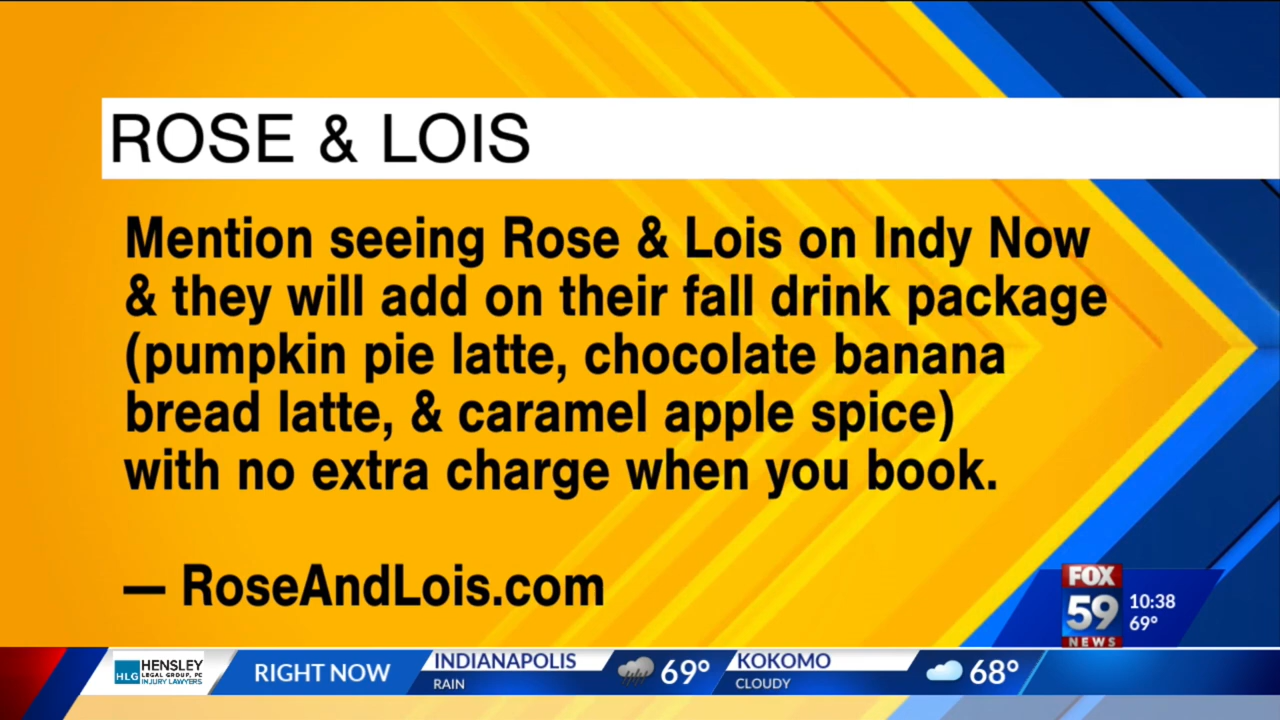 ROSE & LOIS
Mention seeing Rose & Lois on Indy Now
& they will add on their fall drink package
(pumpkin pie latte, chocolate banana
bread latte, & caramel apple spice)
with no extra charge when you book.
— RoseAndLois.com
FOX
59
NEWS
10:38
69°
HLG
HENSLEY
LEGAL GROUP, PC
INJURY LAWYERS
RIGHT NOW
INDIANAPOLIS
RAIN
69°
KOKOMO
CLOUDY
68°